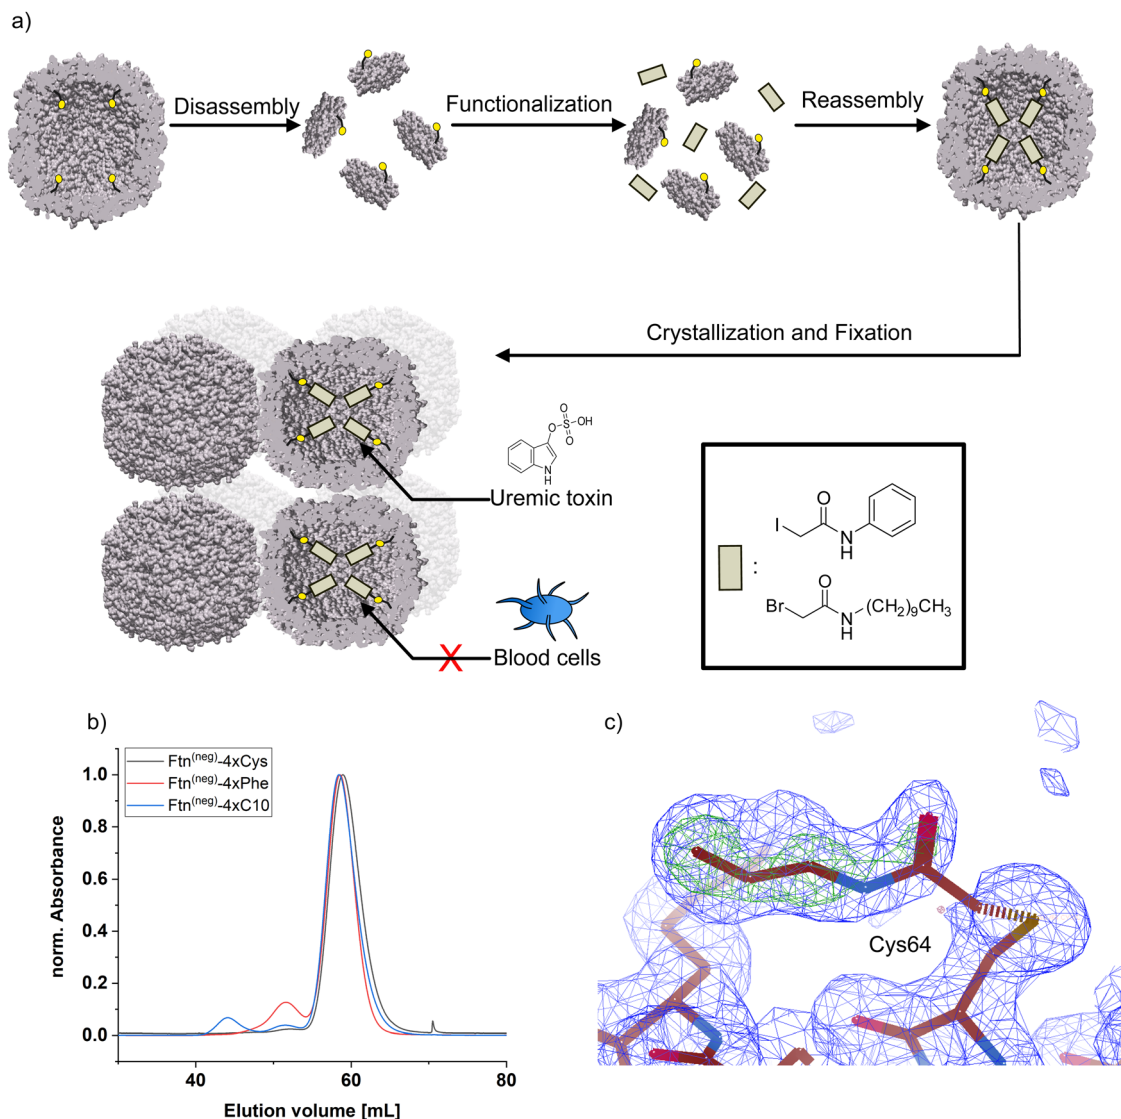 a)
Disassembly
Functionalization
Reassembly
Crystallization and Fixation
O
O
S
OH
O
N
H
Uremic toxin
Blood cells
:
O
I
N
H
O
Br
N
H
(CH2)9CH3
b)
Ftn(neg)-4xCys
Ftn(neg)-4xPhe
Ftn(neg)-4xC10
norm. Absorbance
1.0
0.8
0.6
0.4
0.2
0.0
40
60
80
Elution volume [mL]
c)
Cys64